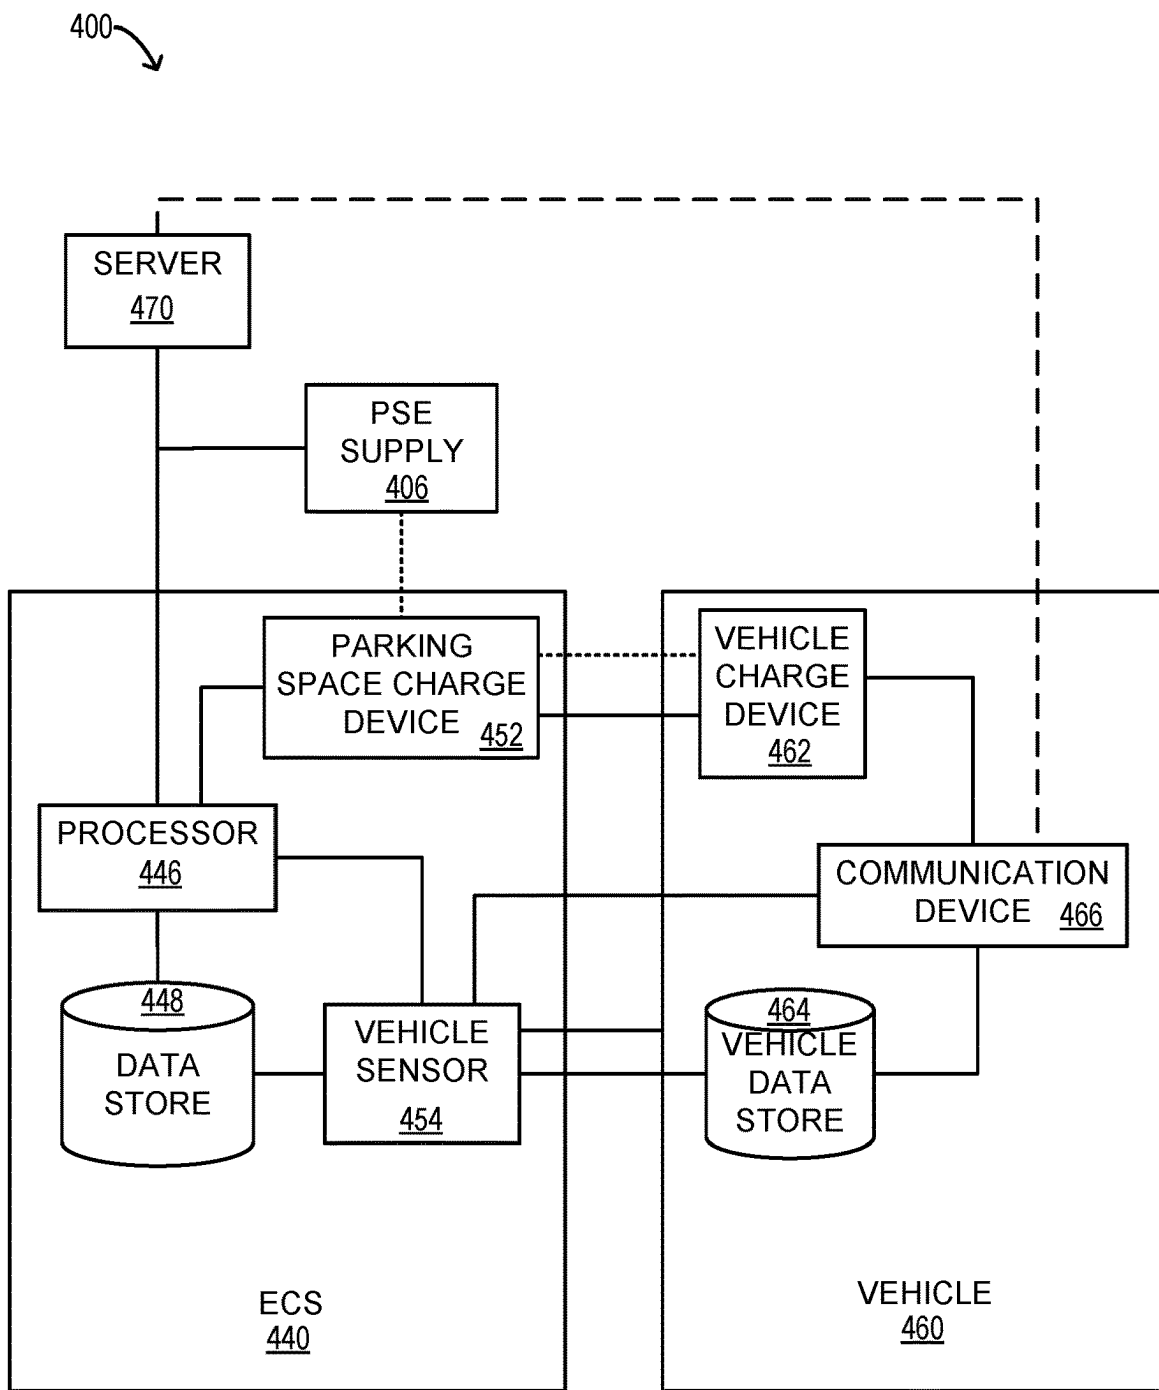 400
SERVER
470
PSE
SUPPLY
406
PARKING
SPACE CHARGE
DEVICE 452
VEHICLE
CHARGE
DEVICE
462
PROCESSOR
446
COMMUNICATION
DEVICE 466
448
DATA
STORE
VEHICLE
SENSOR
454
464
VEHICLE
DATA
STORE
ECS
440
VEHICLE
460